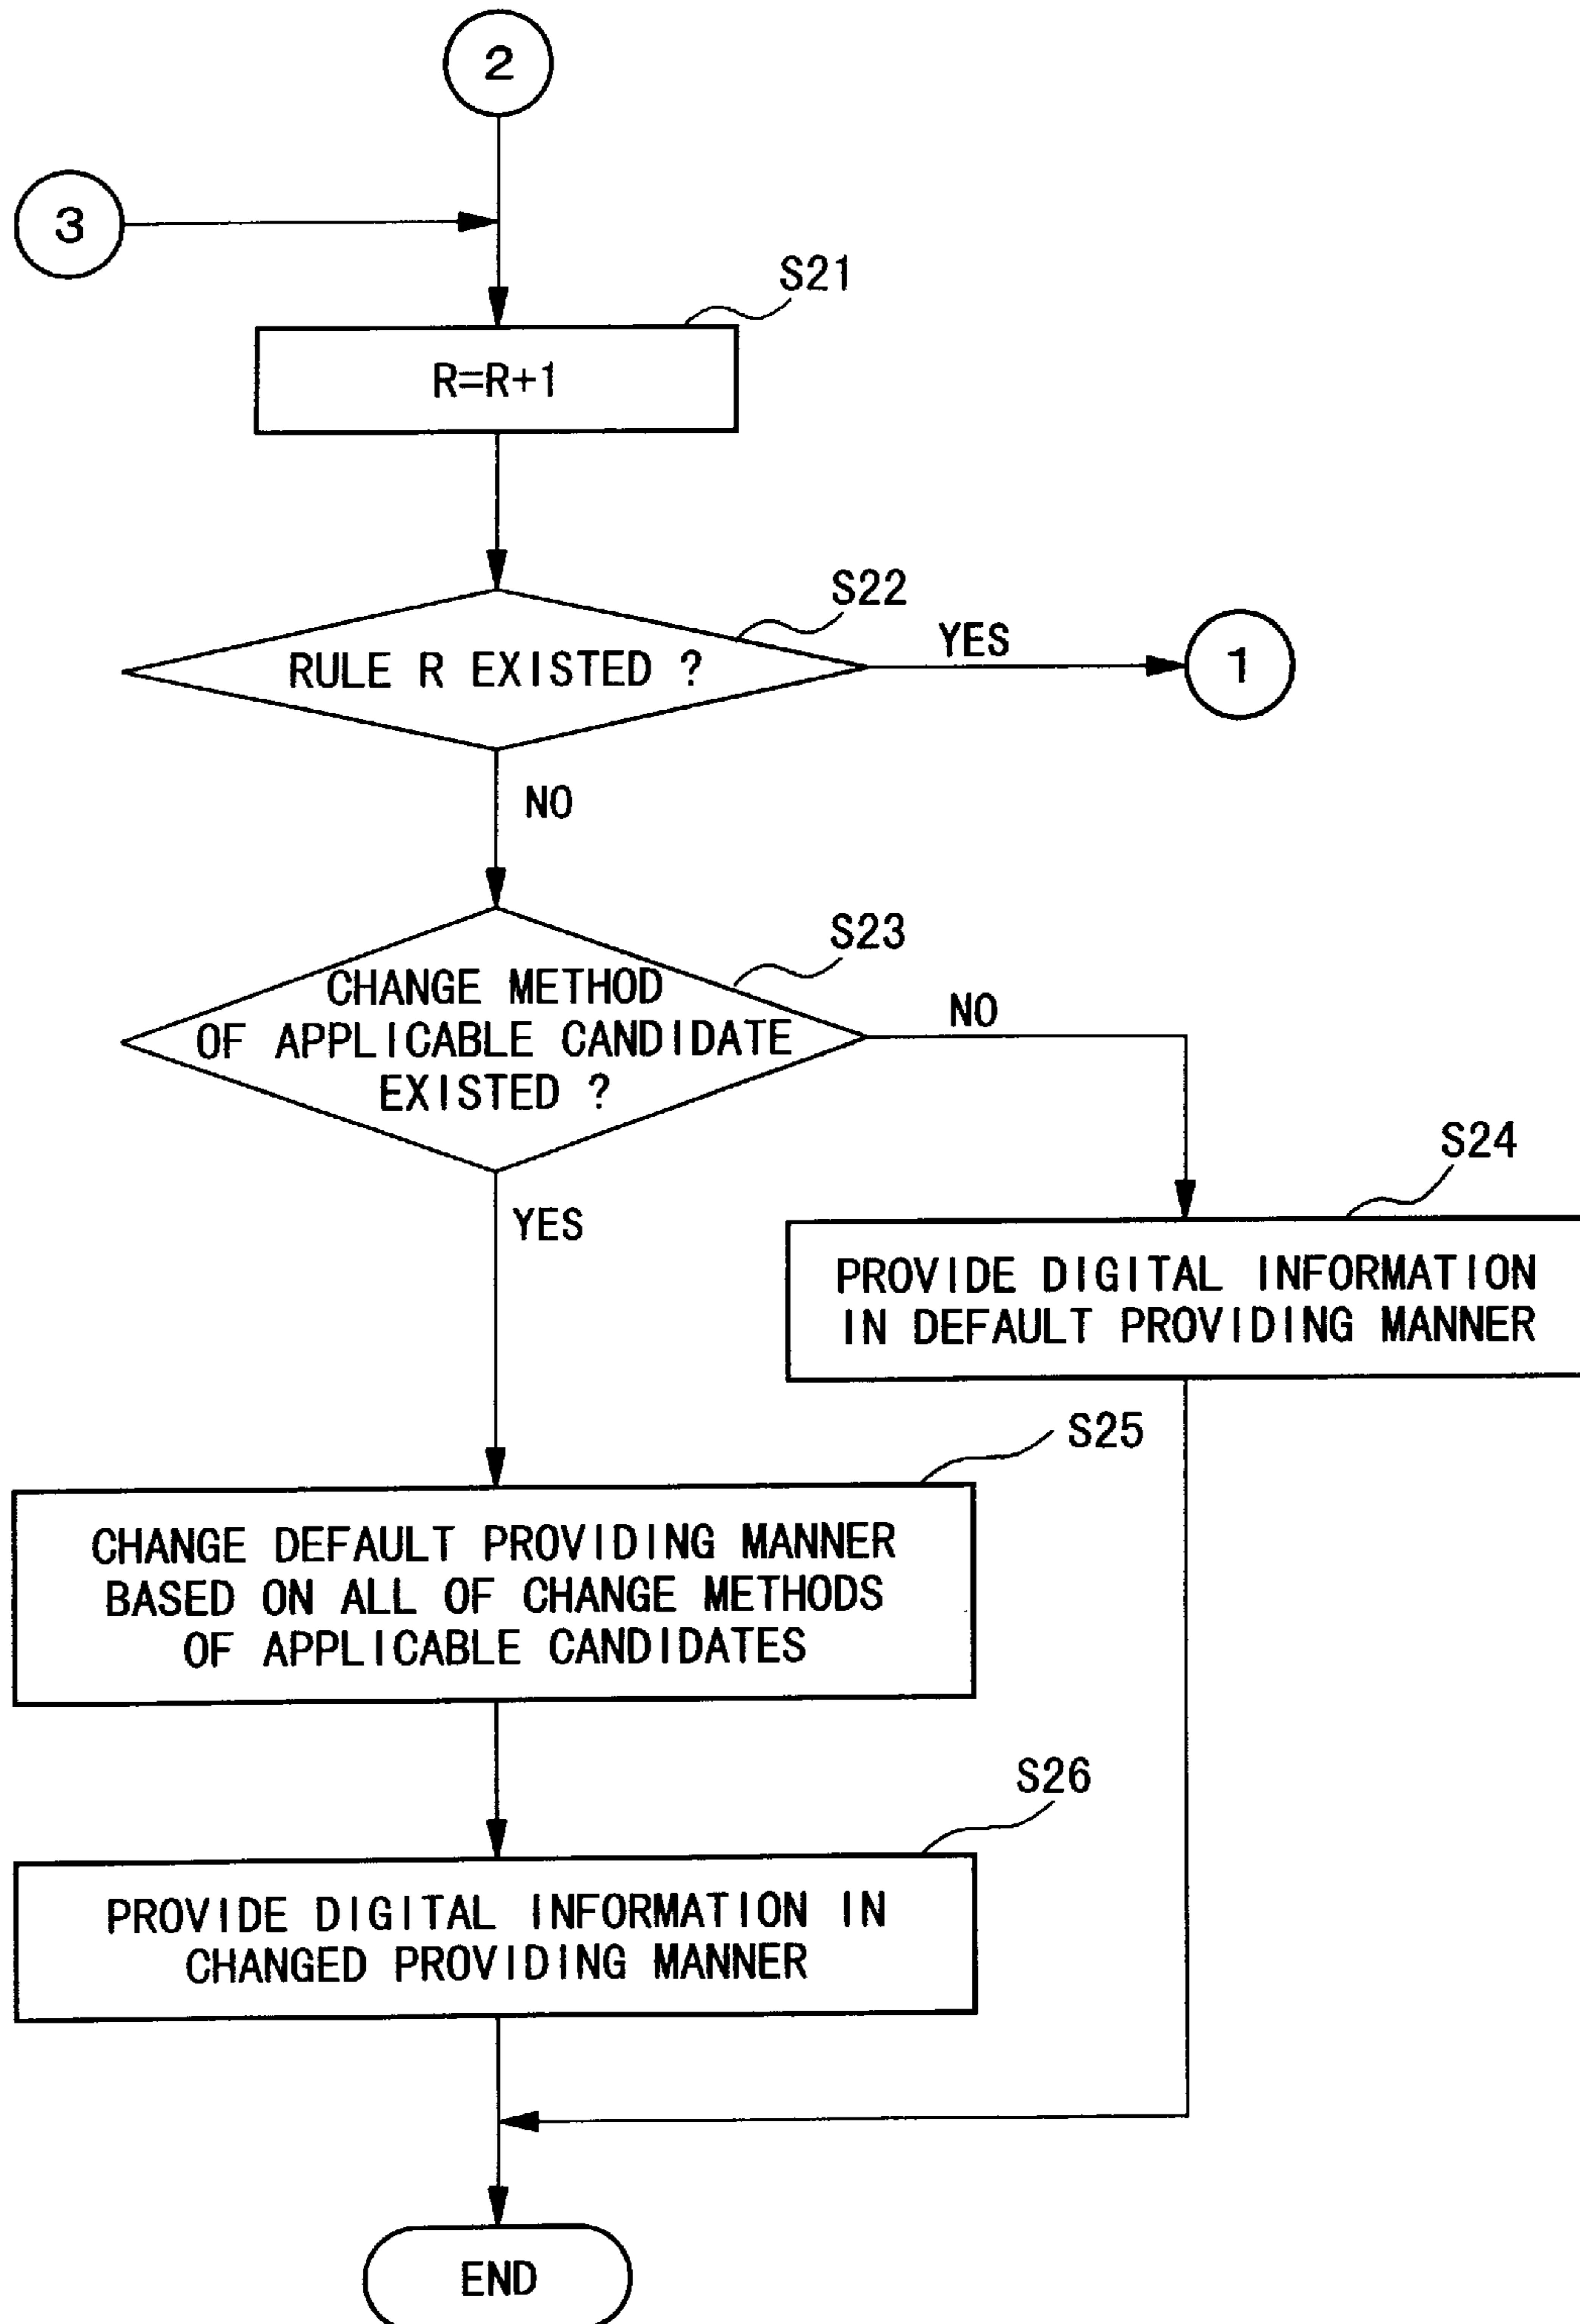 2
3
S21
R=R+1
S22
RULE R EXISTED ?
YES
1
NO
S23
CHANGE METHOD
OF APPLICABLE CANDIDATE
EXISTED ?
NO
YES
S24
PROVIDE DIGITAL INFORMATION
IN DEFAULT PROVIDING MANNER
S25
CHANGE DEFAULT PROVIDING MANNER
BASED ON ALL OF CHANGE METHODS
OF APPLICABLE CANDIDATES
S26
PROVIDE DIGITAL INFORMATION IN
CHANGED PROVIDING MANNER
END